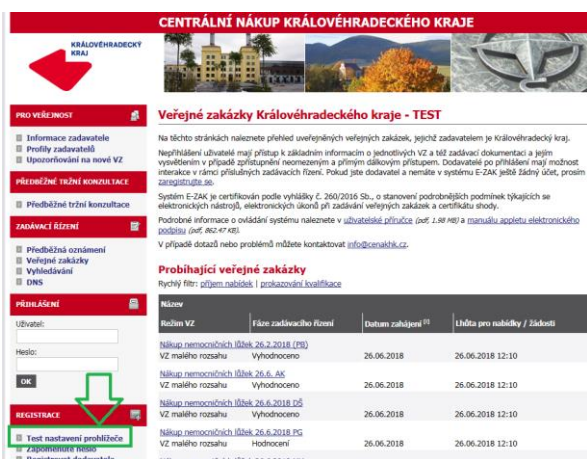 CENTRÁLNÍ NÁKUP KRÁLOVÉHRADECKÉHO KRAJE
KRÁLOVÉHRADECKÝ
KRAJ
PRO VEŘEJNOST
Informace zadavatele
Profily zadavatelů
Upozorňování na nové VZ
PŘEDBĚŽNÉ TRŽNÍ KONZULTACE
Předběžné tržní konzultace
ZADÁVACÍ ŘÍZENÍ
Předběžná oznámení
Veřejné zakázky
Vyhledávání
DNS
PŘIHLÁŠENÍ
Uživatel:
Heslo:
OK
REGISTRACE
Test nastavení prohlížeče
Zapomenuté heslo
Registrovat dodavatele
Veřejné zakázky Královéhradeckého kraje - TEST
Na těchto stránkách naleznete přehled uveřejněných veřejných zakázek, jejichž zadavatelem je Královéhradecký kraj.
Nepřihlášení uživatelé mají přístup k základním informacím o jednotlivých VZ a též zadávací dokumentaci a jejím
vysvětlením v případě zpřístupnění neomezeným a přímým dálkovým přístupem. Dodavatelé po přihlášení mají možnost
interakce v rámci příslušných zadávacích řízení. Pokud jste dodavatel a nemáte v systému E-ZAK ještě žádný účet, prosím
zaregistrujte se.
Systém E-ZAK je certifikován podle vyhlášky č. 260/2016 Sb., o stanovení podrobnějších podmínek týkajících se
elektronických nástrojů, elektronických úkonů při zadávání veřejných zakázek a certifikátu shody.
Podrobné informace o ovládání systému naleznete v uživatelské příručce (pdf, 1.98 MB) a manuálu appletu elektronického
podpisu (pdf, 862.47 KB).
V případě dotazů nebo problémů můžete kontaktovat info@cenakhk.cz.
Probíhající veřejné zakázky
Rychlý filtr: příjem nabídek | prokazování kvalifikace
Název
Režim VZ Fáze zadávacího řízení Datum zahájení Lhůta pro nabídky / žádosti
Nákup nemocničních lůžek 26.2.2018 (PB)
VZ malého rozsahu Vyhodnoceno 26.06.2018 26.06.2018 12:10
Nákup nemocničních lůžek 26.6. AK
VZ malého rozsahu Vyhodnoceno 26.06.2018 26.06.2018 12:10
Nákup nemocničních lůžek 26.6.2018 DŠ
VZ malého rozsahu Vyhodnoceno 26.06.2018 26.06.2018 12:10
Nákup nemocničních lůžek 26.6.2018 PG
VZ malého rozsahu Hodnocení 26.06.2018 26.06.2018 12:10